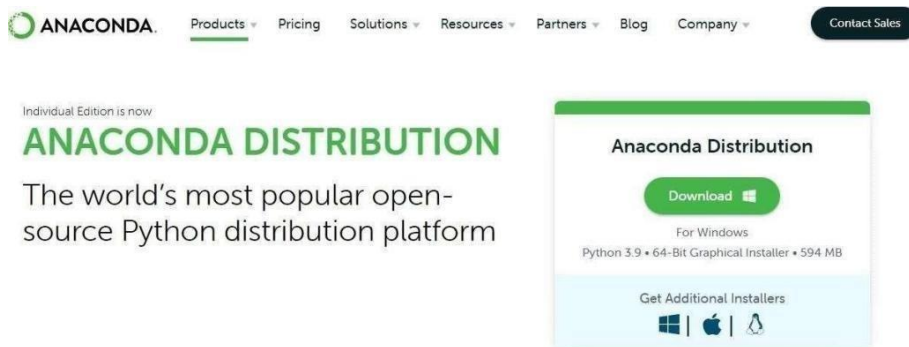 ANACONDA.
Products
Pricing
Solutions
Resources
Partners
Blog
Company
Contact Sales
Individual Edition is now
ANACONDA DISTRIBUTION
The world's most popular open-
source Python distribution platform
Anaconda Distribution
Download
For Windows
Python 3.9 • 64-Bit Graphical Installer • 594 MB
Get Additional Installers